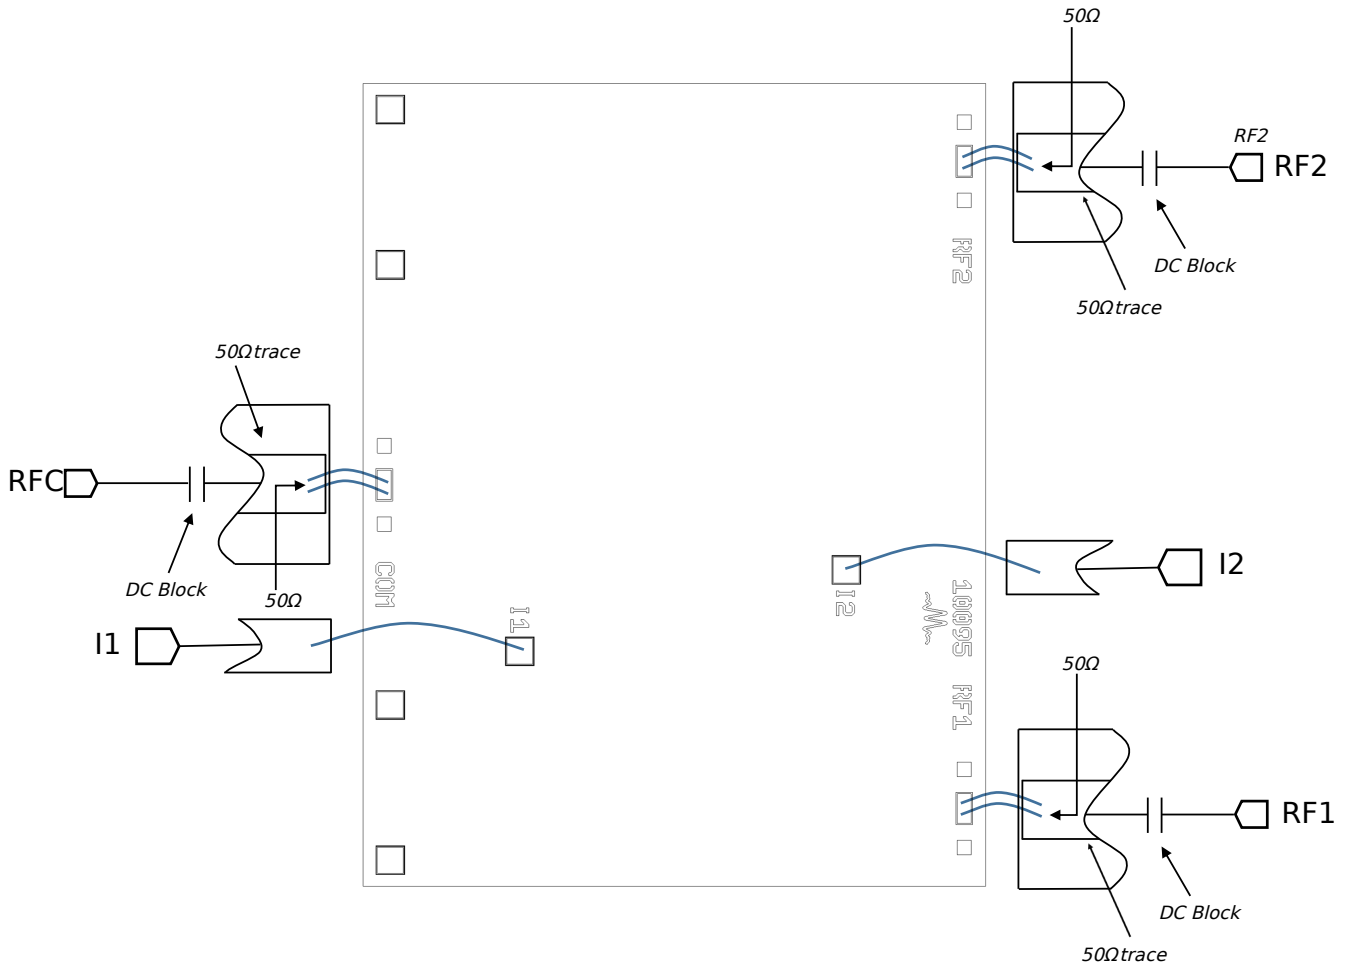 50Ω
RF2
RF2
DC Block
50Ωtrace
RF2
50Ωtrace
RFC
DC Block
50Ω
COM
I1
I1
I2
I2
10095
RF1
50Ω
RF1
DC Block
50Ωtrace